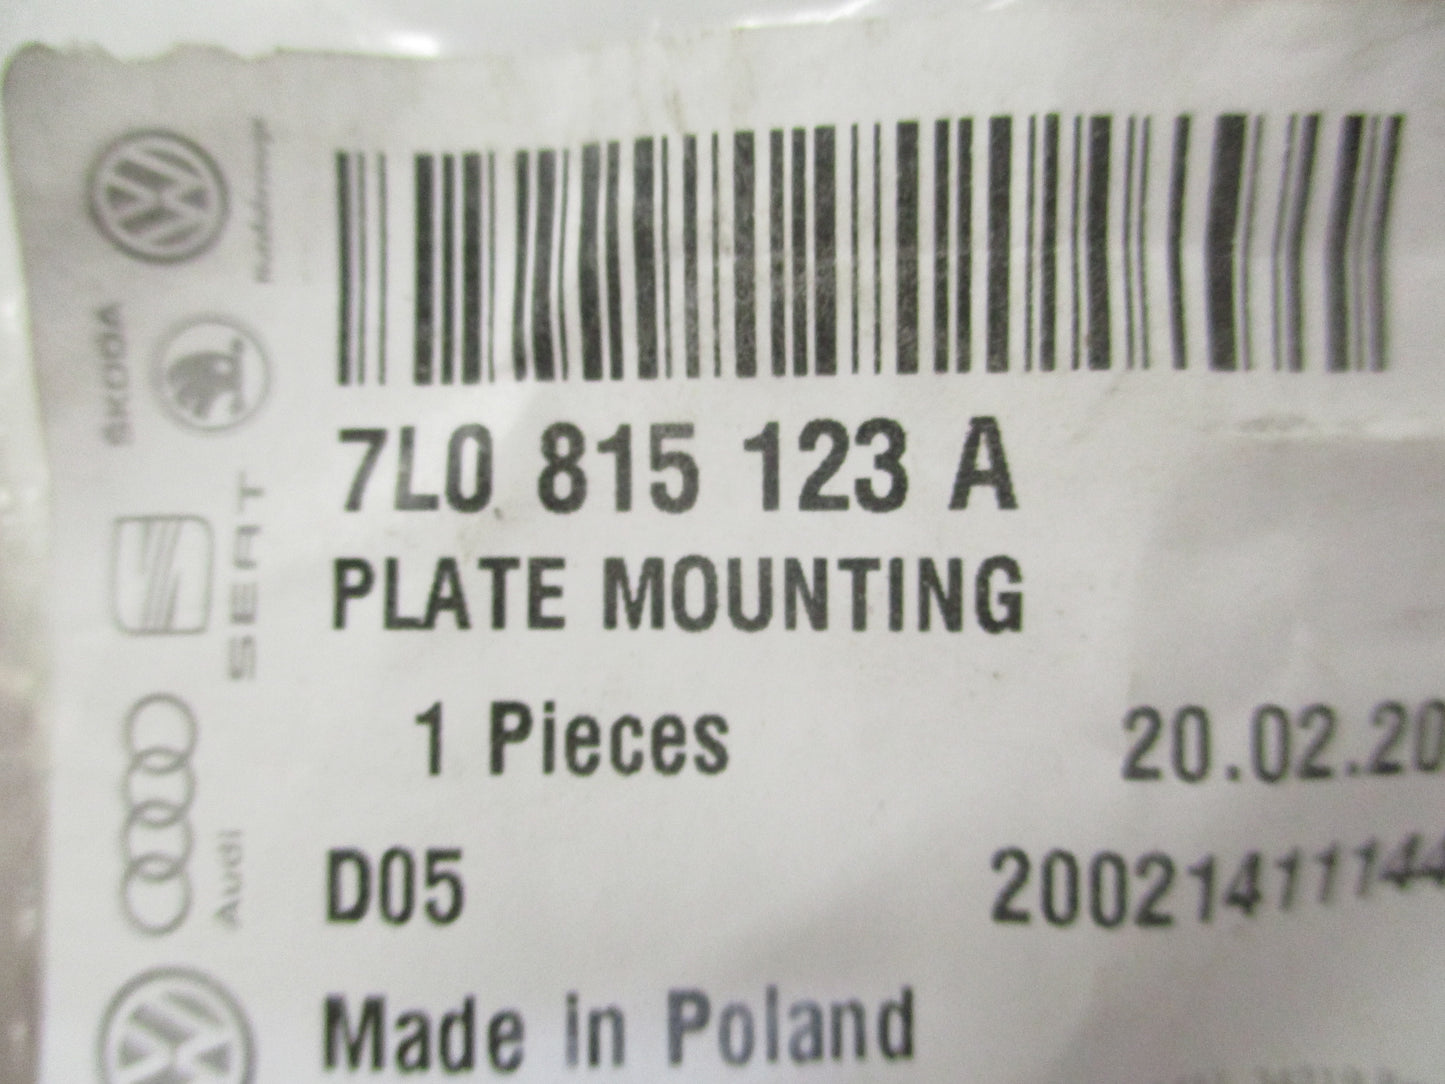 7L0 815 123 A
PLATE MOUNTING
1 Pieces 20.02.20
D05 20021411144
Made in Poland
SKODA
SEAT
Audi